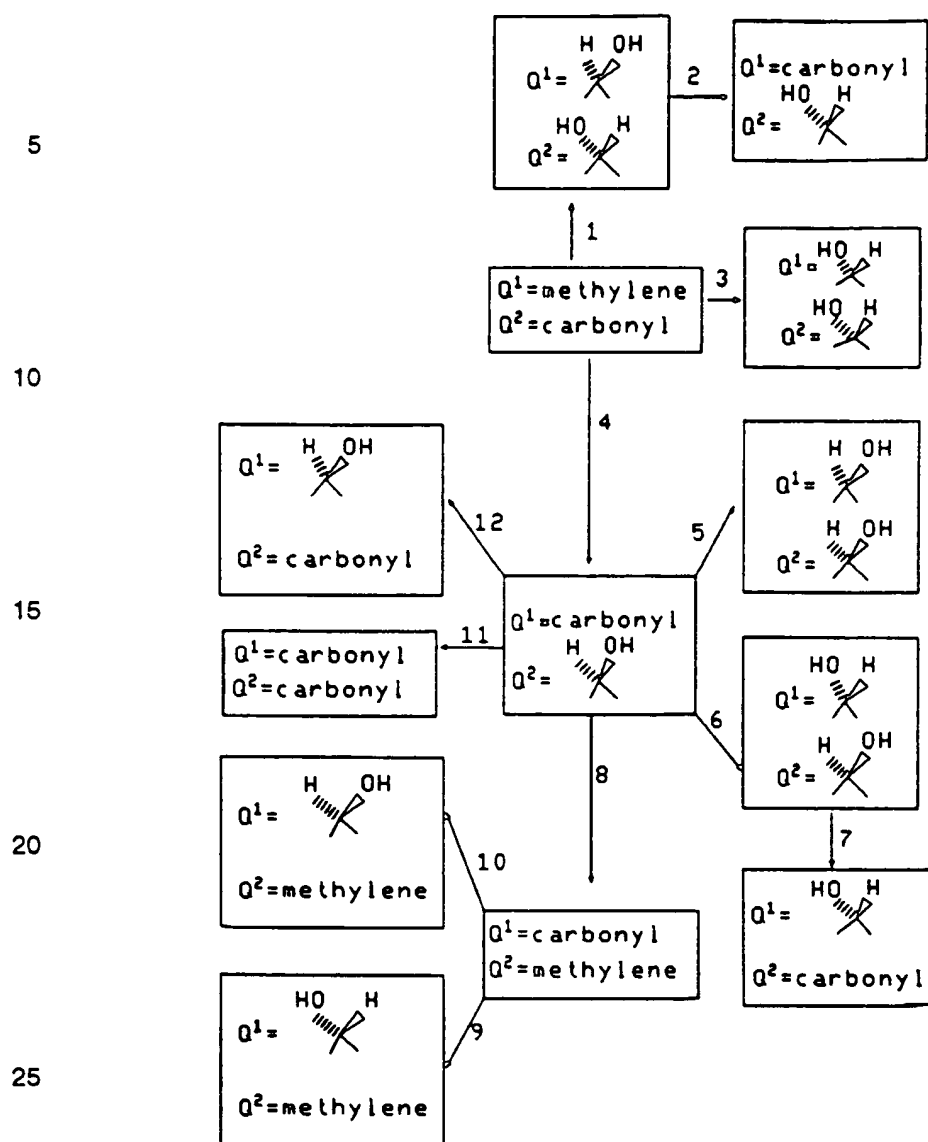 H OH
Q¹=
HO H
Q²=
2
Q¹=carbonyl
HO H
Q²=
5
1
Q¹=methylene
Q²=carbonyl
3
HO H
Q¹=
HO H
Q²=
10
4
H OH
Q¹=
Q²=carbonyl
12
5
H OH
Q¹=
H OH
Q²=
15
Q¹=carbonyl
H OH
Q²=
11
Q¹=carbonyl
Q²=carbonyl
6
HO H
Q¹=
H OH
Q²=
8
H OH
Q¹=
Q²=methylene
20
10
7
HO H
Q¹=
Q²=carbonyl
Q¹=carbonyl
Q²=methylene
9
HO H
Q¹=
Q²=methylene
25